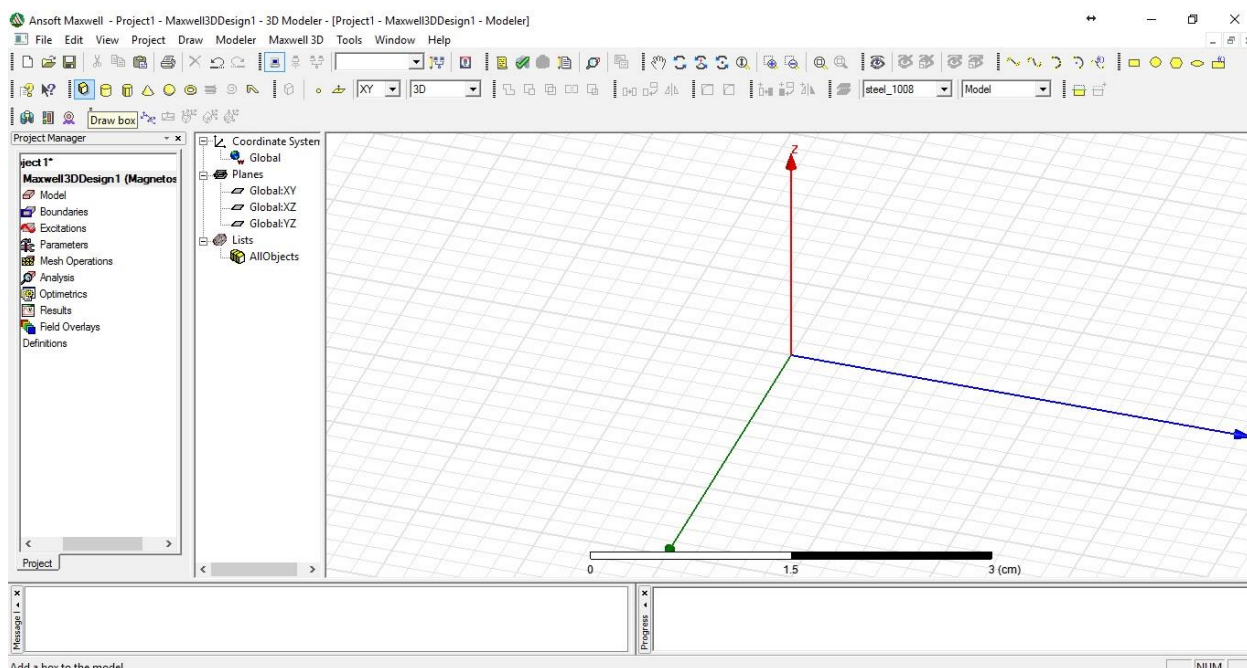 Ansoft Maxwell - Project1 - Maxwell3DDesign1 - 3D Modeler - [Project1 - Maxwell3DDesign1 - Modeler]
File Edit View Project Draw Modeler Maxwell 3D Tools Window Help
XY 3D steel_1008 Model
Draw box
Project Manager
ject1*
Maxwell3DDesign1 (Magnetos
Model
Boundaries
Excitations
Parameters
Mesh Operations
Analysis
Optimetrics
Results
Field Overlays
Definitions
Project
Coordinate System
Global
Planes
Global:XY
Global:XZ
Global:YZ
Lists
AllObjects
Z
0 1.5 3 (cm)
Message
Progress
Add a box to the model
NUM